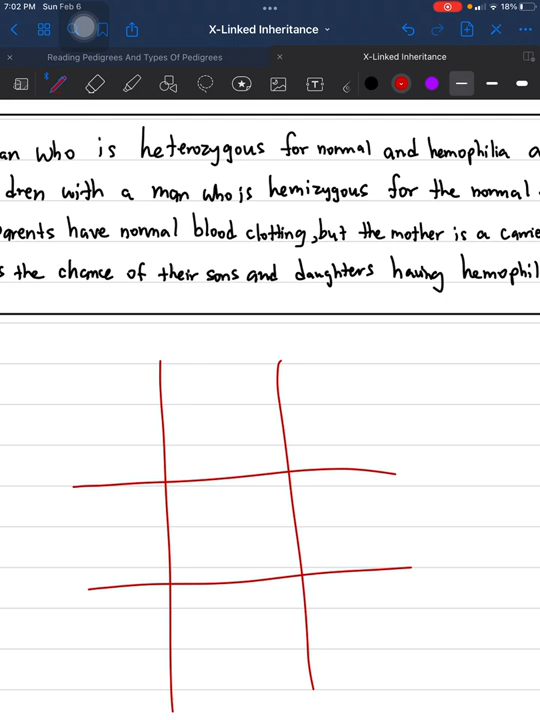 7:02 PM Sun Feb 6
18%
X-Linked Inheritance
Reading Pedigrees And Types Of Pedigrees
X-Linked Inheritance
an who is heterozygous for normal and hemophilia a
dren with a man who is hemizygous for the normal
arents have normal blood clotting, but the mother is a carrie
s the chance of their sons and daughters having hemophil